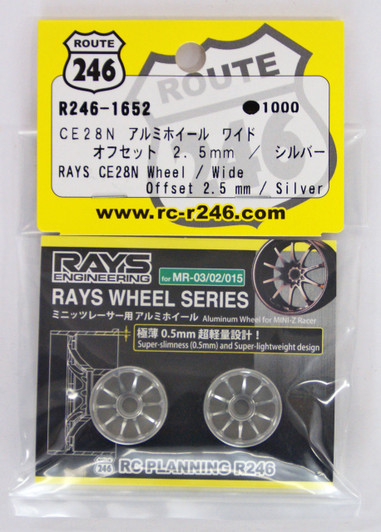 ROUTE
246
ROUTE
246
R246-1652 ●1000
CE28N アルミホイール ワイド
オフセット 2.5mm / シルバー
RAYS CE28N Wheel / Wide
Offset 2.5 mm / Silver
www.rc-r246.com
RAYS
ENGINEERING
for MR-03/02/015
RAYS WHEEL SERIES
ミニッツレーサー用アルミホイール Aluminum Wheel for MINI-Z Racer
極薄0.5mm 超軽量設計!
Super-slimness (0.5mm) and Super-lightweight design
246
RC PLANNING R246